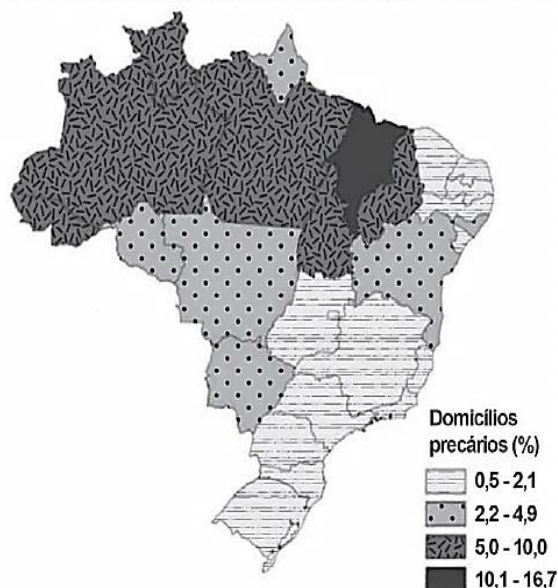 Domicílios
precários (%)
0,5 - 2,1
2,2 - 4,9
5,0 - 10,0
10,1 - 16,7